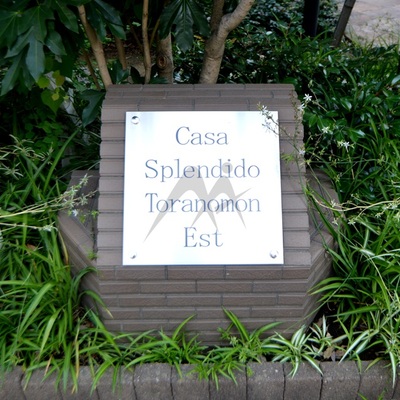 Casa
Splendido
Toranomon
Est